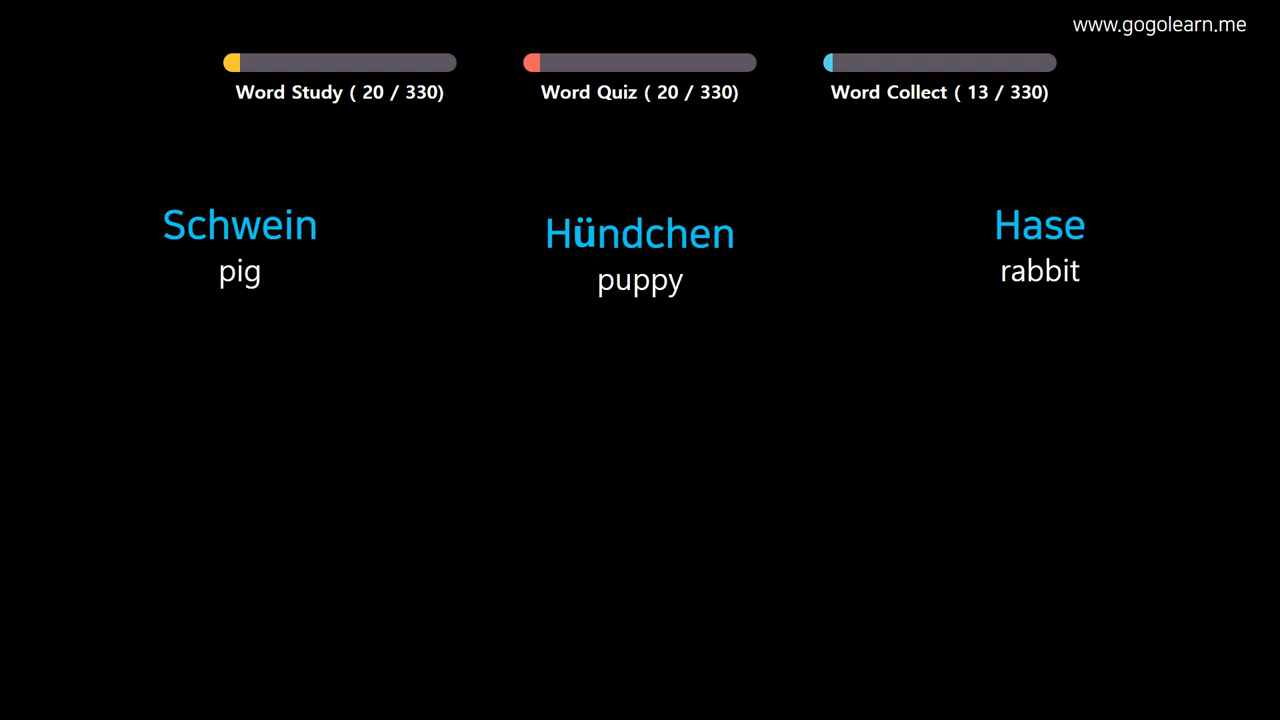 www.gogolearn.me
Word Study ( 20 / 330)
Word Quiz ( 20 / 330)
Word Collect ( 13 / 330)
Schwein
pig
Hündchen
puppy
Hase
rabbit